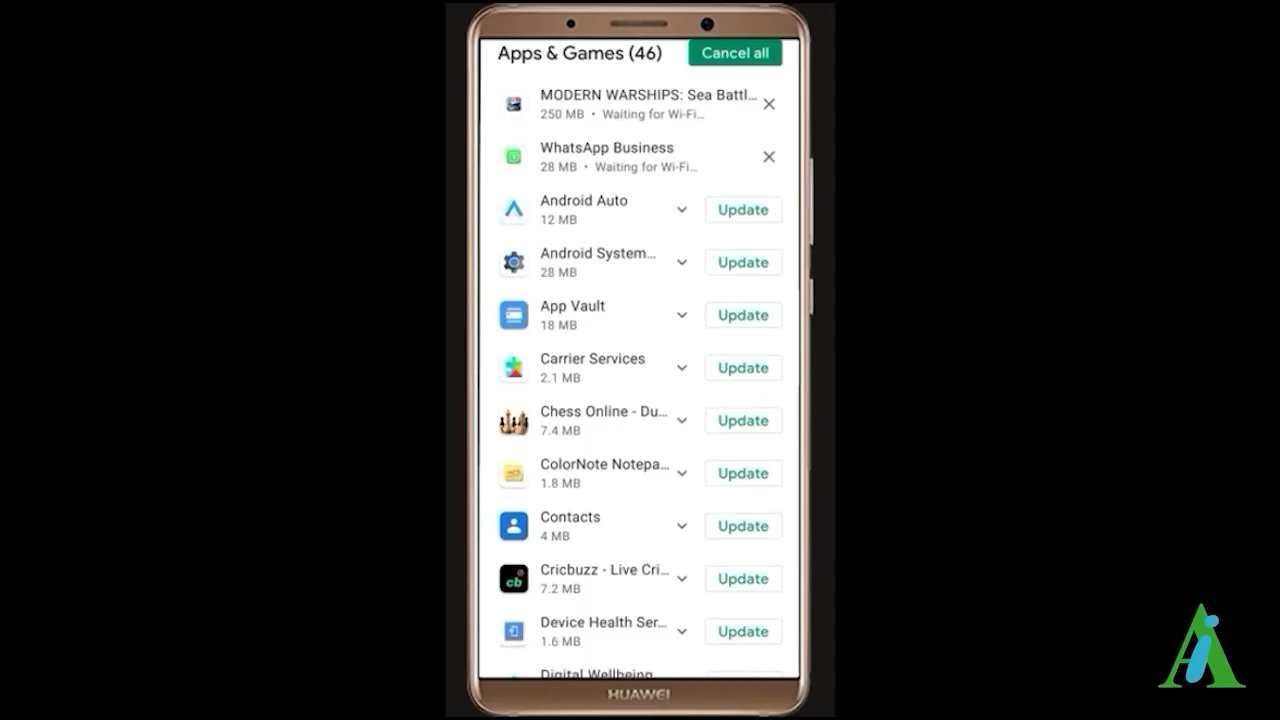 Apps & Games (46)
Cancel all
MODERN WARSHIPS: Sea Battl...
250 MB • Waiting for Wi-Fi...
WhatsApp Business
28 MB • Waiting for Wi-Fi...
Android Auto
12 MB
Update
Android System...
28 MB
Update
App Vault
18 MB
Update
Carrier Services
2.1 MB
Update
Chess Online - Du...
7.4 MB
Update
ColorNote Notepa...
1.8 MB
Update
Contacts
4 MB
Update
cb
Cricbuzz - Live Cri...
7.2 MB
Update
Device Health Ser...
1.6 MB
Update
Digital Wellbeing
HUAWEI
Ai